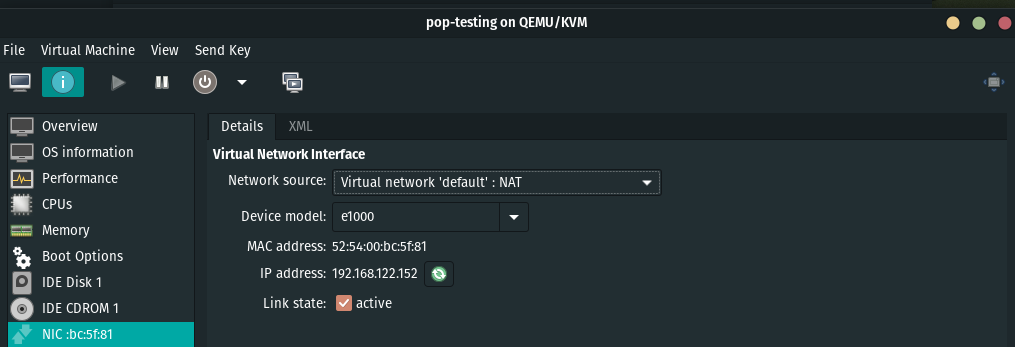 pop-testing on QEMU/KVM
File Virtual Machine View Send Key
Details XML
Overview
OS information
Performance
CPUs
Memory
Boot Options
IDE Disk 1
IDE CDROM 1
NIC :bc:5f:81
Virtual Network Interface
Network source: Virtual network 'default' : NAT
Device model: e1000
MAC address: 52:54:00:bc:5f:81
IP address: 192.168.122.152
Link state: active